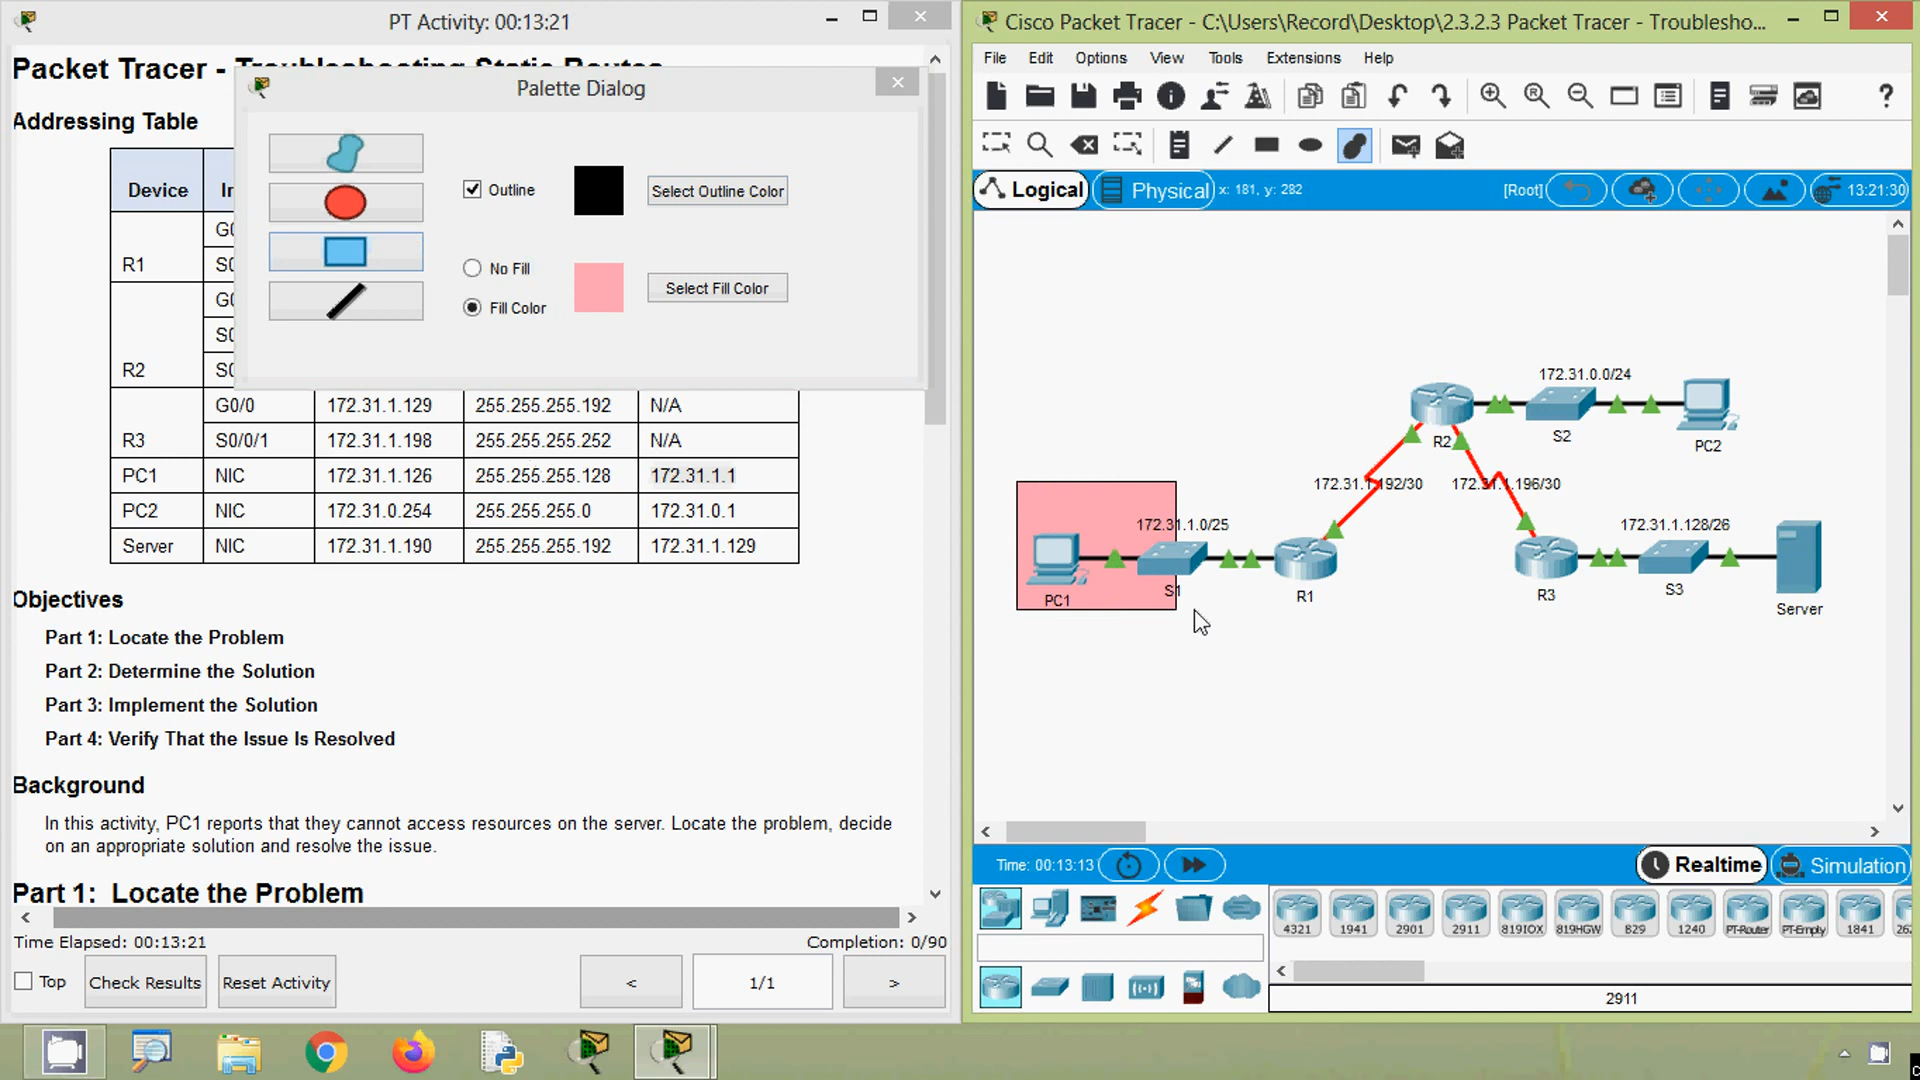 PT Activity: 00:13:21
Packet Tracer - Troubleshooting Static Routes
Palette Dialog
Addressing Table
Outline
Select Outline Color
No Fill
Fill Color
Select Fill Color
Device
R1
R2
G0/0 172.31.1.129 255.255.255.192 N/A
R3 S0/0/1 172.31.1.198 255.255.255.252 N/A
PC1 NIC 172.31.1.126 255.255.255.128 172.31.1.1
PC2 NIC 172.31.0.254 255.255.255.0 172.31.0.1
Server NIC 172.31.1.190 255.255.255.192 172.31.1.129
Objectives
Part 1: Locate the Problem
Part 2: Determine the Solution
Part 3: Implement the Solution
Part 4: Verify That the Issue Is Resolved
Background
In this activity, PC1 reports that they cannot access resources on the server. Locate the problem, decide
on an appropriate solution and resolve the issue.
Part 1: Locate the Problem
Time Elapsed: 00:13:21
Completion: 0/90
Top
Check Results
Reset Activity
<
1/1
>
Cisco Packet Tracer - C:\Users\Record\Desktop\2.3.2.3 Packet Tracer - Troublesho...
File Edit Options View Tools Extensions Help
Logical
Physical
x: 181, y: 282
[Root]
13:21:30
172.31.0.0/24
R2
S2
PC2
172.31.1.192/30
172.31.1.196/30
172.31.1.0/25
172.31.1.128/26
PC1
S1
R1
R3
S3
Server
Time: 00:13:13
Realtime
Simulation
4321 1941 2901 2911 819IOX 819HGW 829 1240 PT-Router PT-Empty 1841
2911